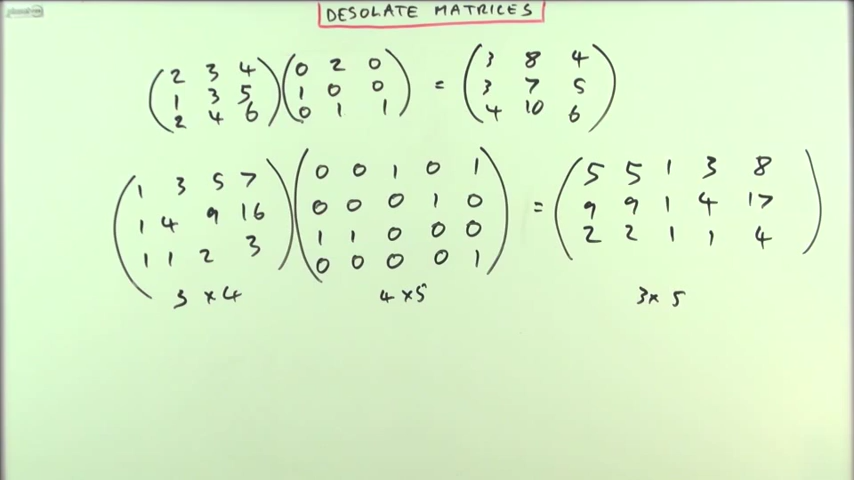 DESOLATE MATRICES
2 3 4 0 2 0 = 3 8 4
1 3 5 1 0 0 3 7 5
2 4 6 0 1 1 4 10 6
1 3 5 7 0 0 1 0 1 = 5 5 1 3 8
1 4 9 16 0 0 0 1 0 9 9 1 4 17
1 1 2 3 1 1 0 0 0 2 2 1 1 4
0 0 0 0 1
3 × 4 4 × 5 3 × 5